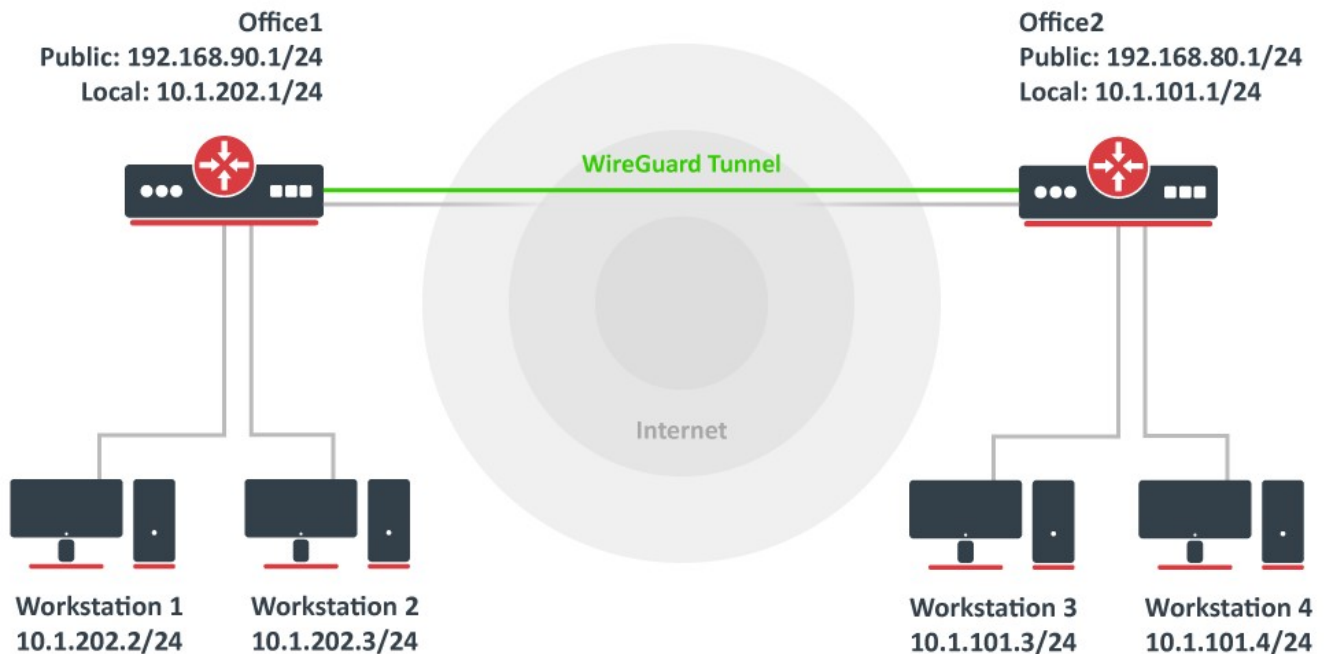 Office1
Public: 192.168.90.1/24
Local: 10.1.202.1/24
Office2
Public: 192.168.80.1/24
Local: 10.1.101.1/24
WireGuard Tunnel
Internet
Workstation 1
10.1.202.2/24
Workstation 2
10.1.202.3/24
Workstation 3
10.1.101.3/24
Workstation 4
10.1.101.4/24